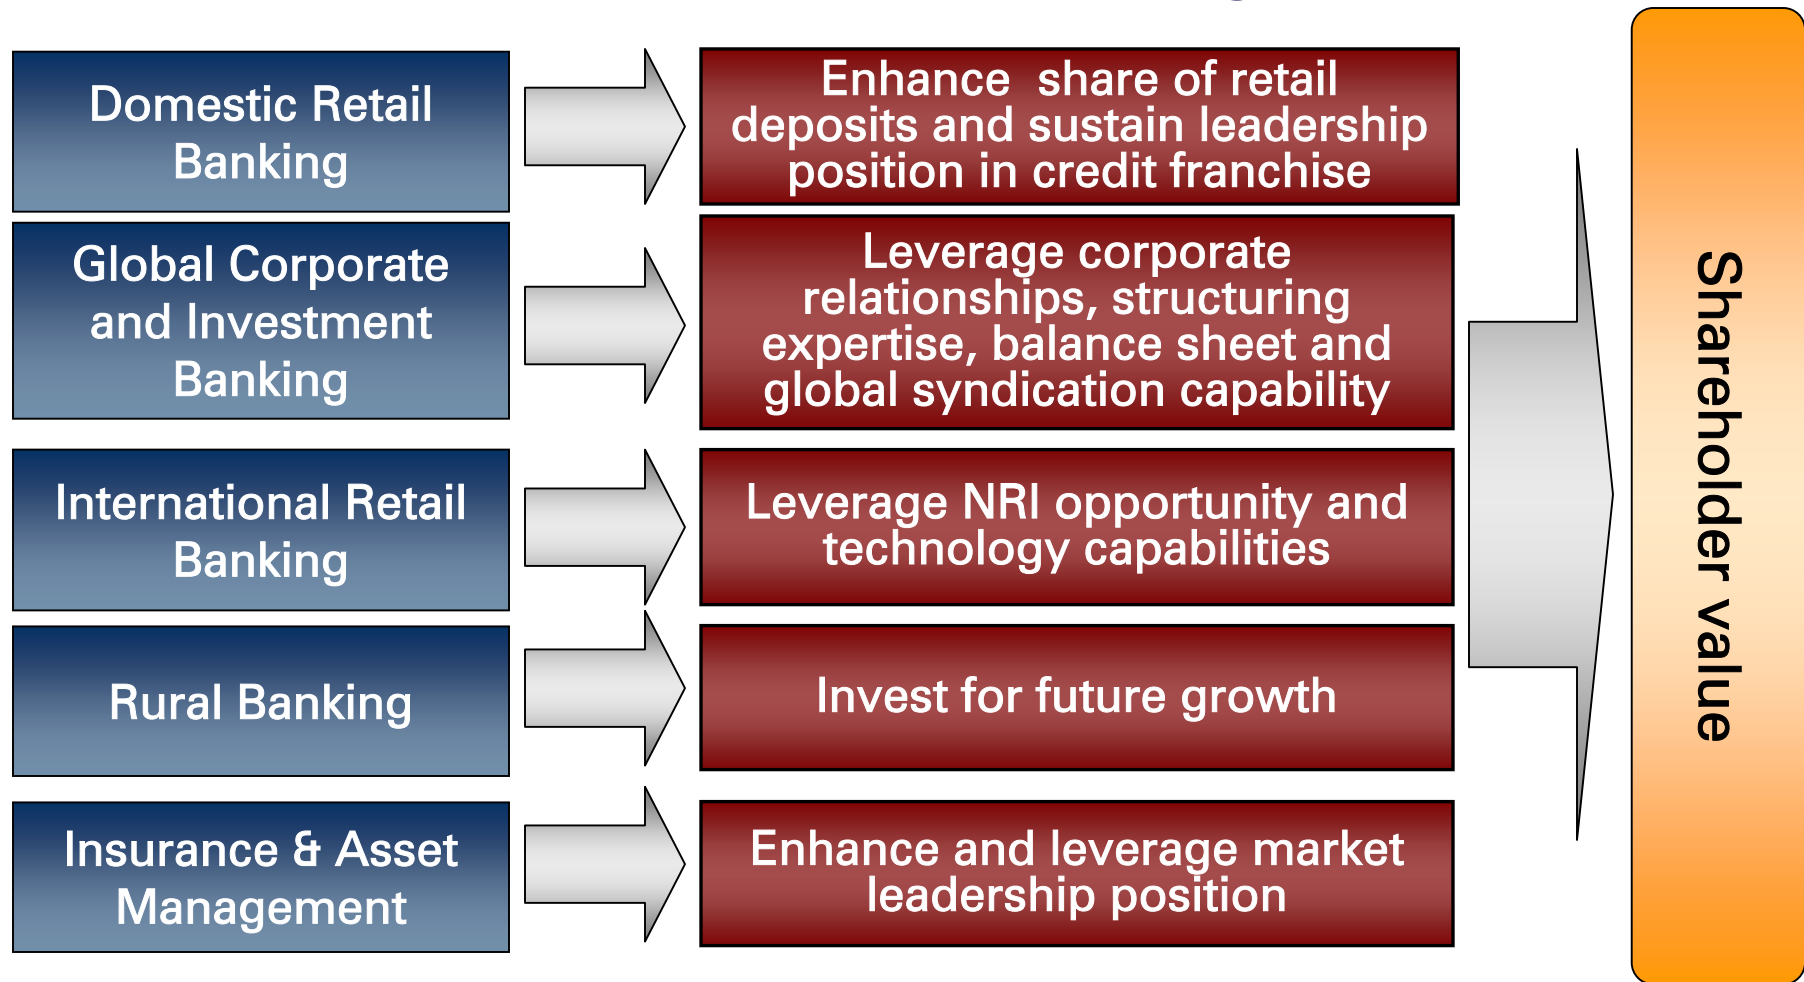 Domestic Retail
Banking
Enhance  share of retail
deposits and sustain leadership
position in credit franchise
Global Corporate
and Investment
Banking
Leverage corporate
relationships, structuring
expertise, balance sheet and
global syndication capability
International Retail
Banking
Leverage NRI opportunity and
technology capabilities
Rural Banking
Invest for future growth
Insurance & Asset
Management
Enhance and leverage market
leadership position
Shareholder value